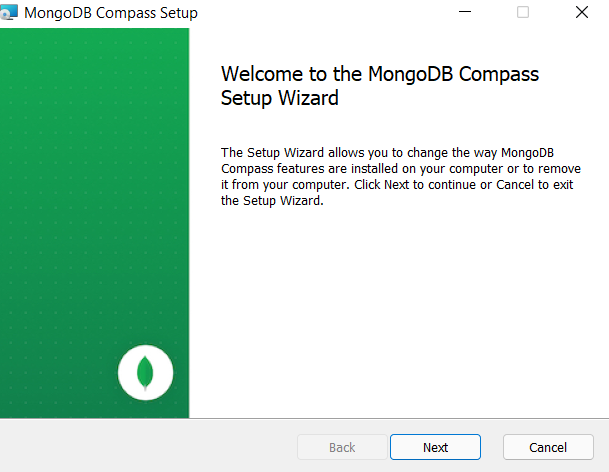 MongoDB Compass Setup
Welcome to the MongoDB Compass
Setup Wizard
The Setup Wizard allows you to change the way MongoDB
Compass features are installed on your computer or to remove
it from your computer. Click Next to continue or Cancel to exit
the Setup Wizard.
Back Next Cancel